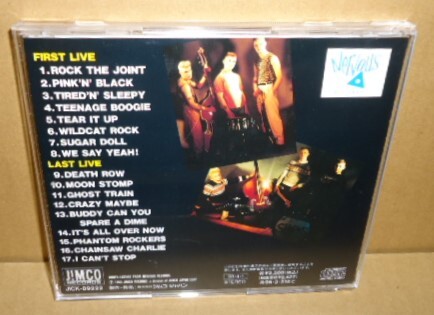 FIRST LIVE
1.ROCK THE JOINT
2.PINK'N' BLACK
3.TIRED'N' SLEEPY
4.TEENAGE BOOGIE
5.TEAR IT UP
6.WILDCAT ROCK
7.SUGAR DOLL
8.WE SAY YEAH!
LAST LIVE
9.DEATH ROW
10.MOON STOMP
11.GHOST TRAIN
12.CRAZY MAYBE
13.BUDDY CAN YOU
SPARE A DIME
14.IT'S ALL OVER NOW
15.PHANTOM ROCKERS
16.CHAINSAW CHARLIE
17.I CAN'T STOP
JIMCO
RECORDS
Nervous